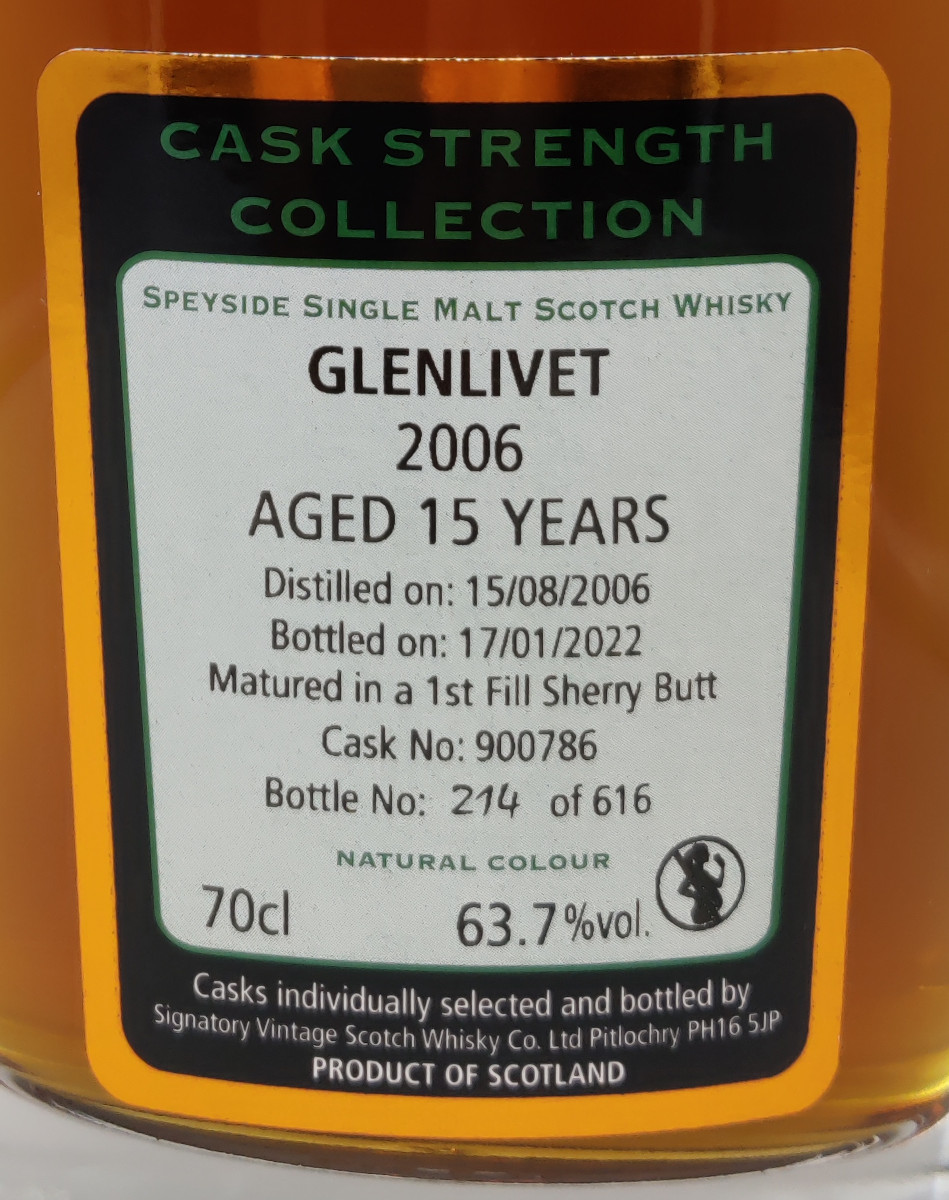 CASK STRENGTH
COLLECTION
SPEYSIDE SINGLE MALT SCOTCH WHISKY
GLENLIVET
2006
AGED 15 YEARS
Distilled on: 15/08/2006
Bottled on: 17/01/2022
Matured in a 1st Fill Sherry Butt
Cask No: 900786
Bottle No: 214 of 616
NATURAL COLOUR
70cl 63.7%vol.
Casks individually selected and bottled by
Signatory Vintage Scotch Whisky Co. Ltd Pitlochry PH16 5JP
PRODUCT OF SCOTLAND